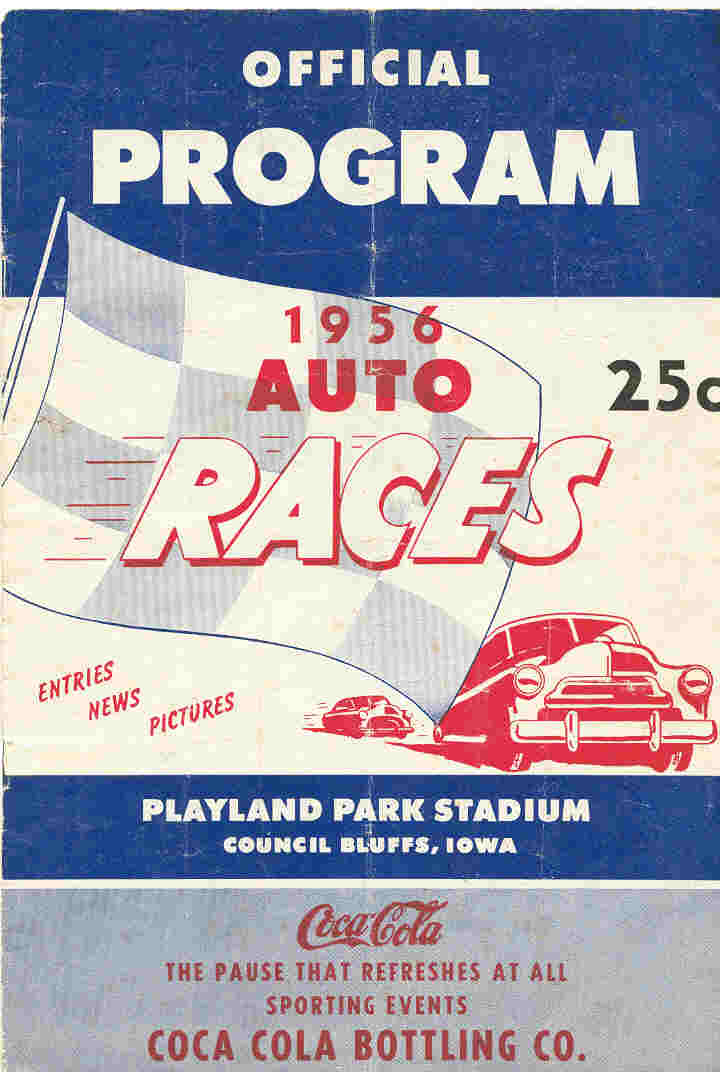 OFFICIAL
PROGRAM
1956
AUTO
25c
RACES
ENTRIES
NEWS
PICTURES
PLAYLAND PARK STADIUM
COUNCIL BLUFFS, IOWA
Coca-Cola
THE PAUSE THAT REFRESHES AT ALL
SPORTING EVENTS
COCA COLA BOTTLING CO.